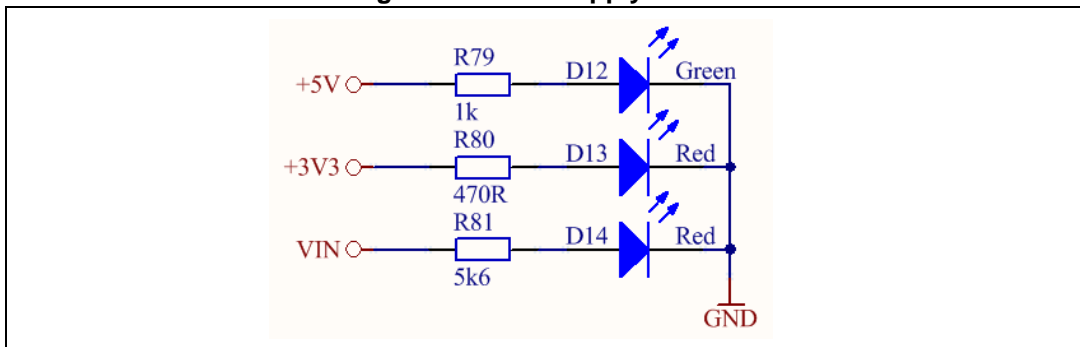 R79
+5V D12 Green
1k
R80
+3V3 D13 Red
470R
R81
VIN D14 Red
5k6
GND